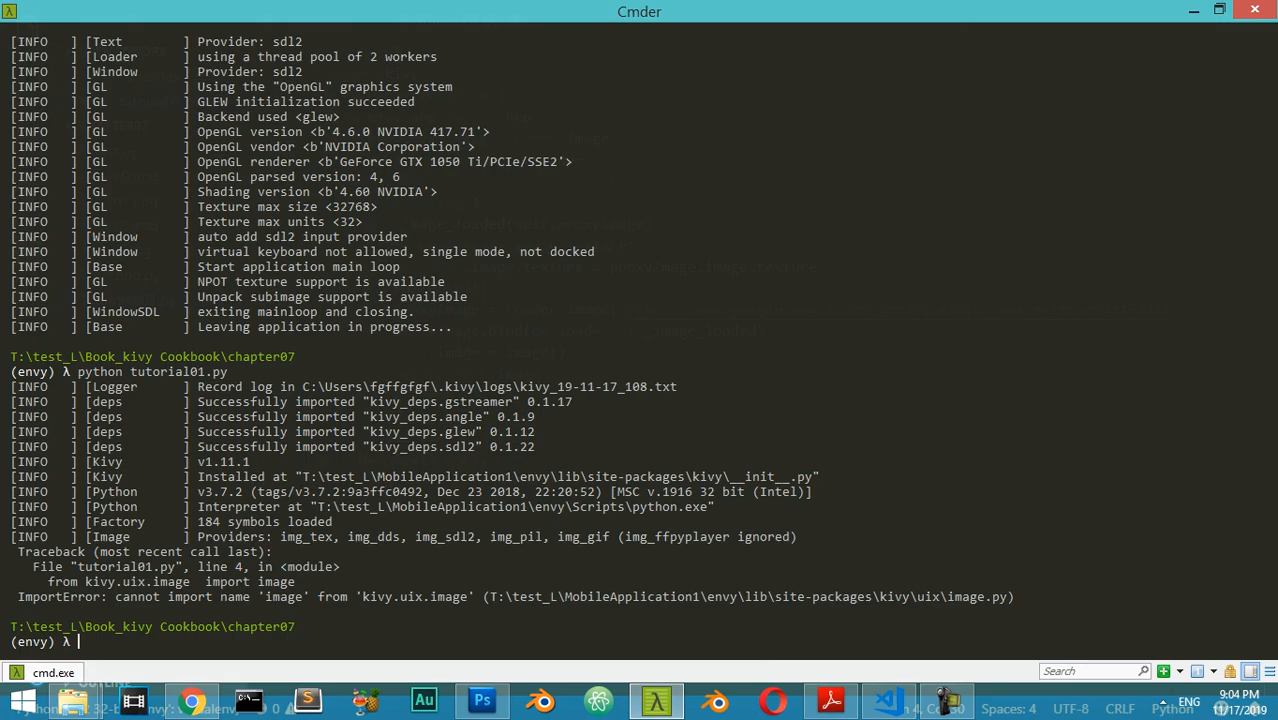 Cmder
[INFO   ] [Text        ] Provider: sdl2
[INFO   ] [Loader      ] using a thread pool of 2 workers
[INFO   ] [Window      ] Provider: sdl2
[INFO   ] [GL          ] Using the "OpenGL" graphics system
[INFO   ] [GL          ] GLEW initialization succeeded
[INFO   ] [GL          ] Backend used <glew>
[INFO   ] [GL          ] OpenGL version <b'4.6.0 NVIDIA 417.71'>
[INFO   ] [GL          ] OpenGL vendor <b'NVIDIA Corporation'>
[INFO   ] [GL          ] OpenGL renderer <b'GeForce GTX 1050 Ti/PCIe/SSE2'>
[INFO   ] [GL          ] OpenGL parsed version: 4, 6
[INFO   ] [GL          ] Shading version <b'4.60 NVIDIA'>
[INFO   ] [GL          ] Texture max size <32768>
[INFO   ] [GL          ] Texture max units <32>
[INFO   ] [Window      ] auto add sdl2 input provider
[INFO   ] [Window      ] virtual keyboard not allowed, single mode, not docked
[INFO   ] [Base        ] Start application main loop
[INFO   ] [GL          ] NPOT texture support is available
[INFO   ] [GL          ] Unpack subimage support is available
[INFO   ] [WindowSDL   ] exiting mainloop and closing.
[INFO   ] [Base        ] Leaving application in progress...
T:\test_L\Book_kivy Cookbook\chapter07
(envy) λ python tutorial01.py
[INFO   ] [Logger      ] Record log in C:\Users\fgffgfgf\.kivy\logs\kivy_19-11-17_108.txt
[INFO   ] [deps        ] Successfully imported "kivy_deps.gstreamer" 0.1.17
[INFO   ] [deps        ] Successfully imported "kivy_deps.angle" 0.1.9
[INFO   ] [deps        ] Successfully imported "kivy_deps.glew" 0.1.12
[INFO   ] [deps        ] Successfully imported "kivy_deps.sdl2" 0.1.22
[INFO   ] [Kivy        ] v1.11.1
[INFO   ] [Kivy        ] Installed at "T:\test_L\MobileApplication1\envy\lib\site-packages\kivy\__init__.py"
[INFO   ] [Python      ] v3.7.2 (tags/v3.7.2:9a3ffc0492, Dec 23 2018, 22:20:52) [MSC v.1916 32 bit (Intel)]
[INFO   ] [Python      ] Interpreter at "T:\test_L\MobileApplication1\envy\Scripts\python.exe"
[INFO   ] [Factory     ] 184 symbols loaded
[INFO   ] [Image       ] Providers: img_tex, img_dds, img_sdl2, img_pil, img_gif (img_ffpyplayer ignored)
Traceback (most recent call last):
File "tutorial01.py", line 4, in <module>
from kivy.uix.image  import image
ImportError: cannot import name 'image' from 'kivy.uix.image' (T:\test_L\MobileApplication1\envy\lib\site-packages\kivy\uix\image.py)
T:\test_L\Book_kivy Cookbook\chapter07
(envy) λ
cmd.exe
Search
Au
Ps
ENG
9:04 PM
11/17/2019
OUTLINE
Spaces: 4
UTF-8
CRLF
Python